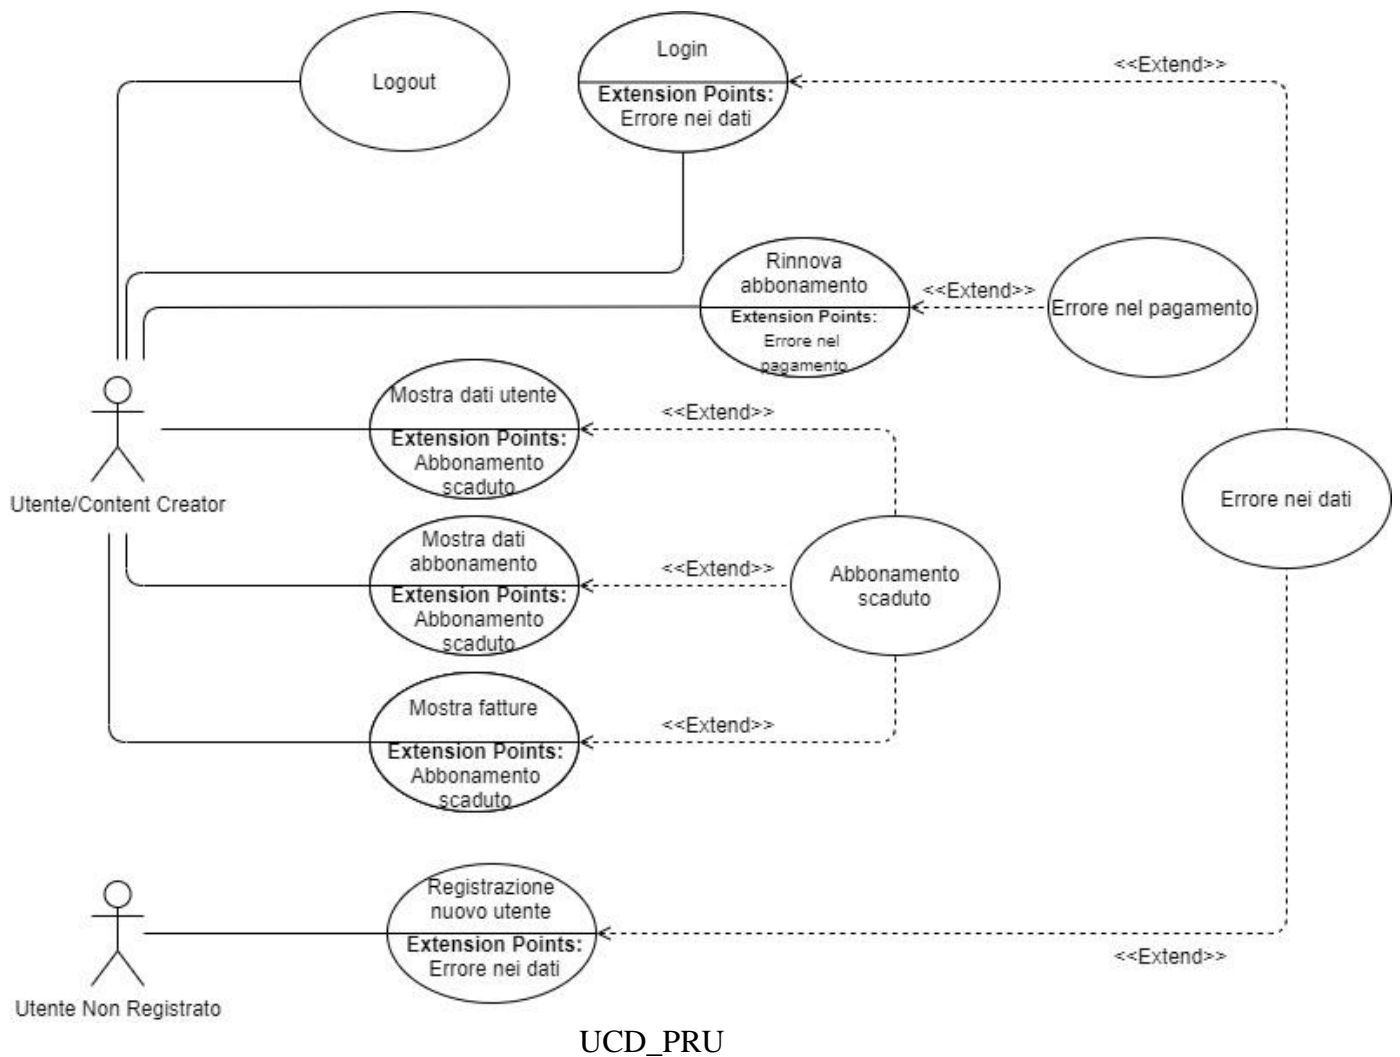 Logout
Login
Extension Points:
Errore nei dati
<<Extend>>
Rinnova
abbonamento
Extension Points:
Errore nel
pagamento
<<Extend>>
Errore nel pagamento
Mostra dati utente
Extension Points:
Abbonamento
scaduto
<<Extend>>
Utente/Content Creator
Errore nei dati
Mostra dati
abbonamento
Extension Points:
Abbonamento
scaduto
<<Extend>>
Abbonamento
scaduto
Mostra fatture
Extension Points:
Abbonamento
scaduto
<<Extend>>
Registrazione
nuovo utente
Extension Points:
Errore nei dati
<<Extend>>
Utente Non Registrato
UCD_PRU